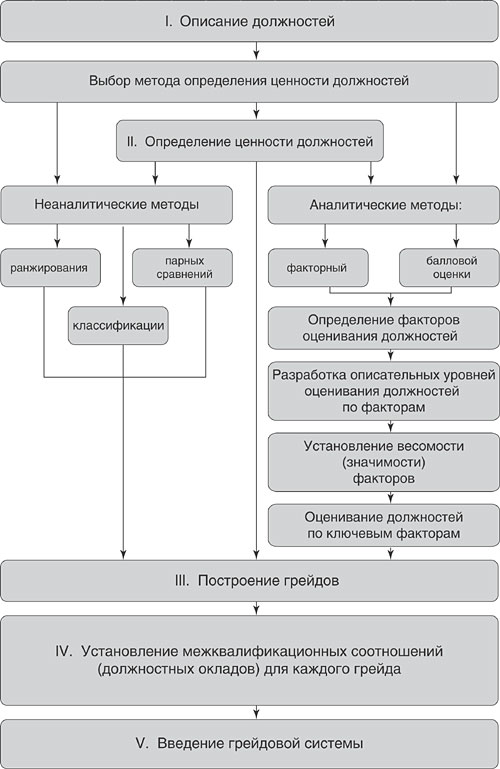 I. Описание должностей
Выбор метода определения ценности должностей
II. Определение ценности должностей
Неаналитические методы
Аналитические методы:
ранжирования
парных
сравнений
факторный
балловой
оценки
классификации
Определение факторов
оценивания должностей
Разработка описательных уровней
оценивания должностей
по факторам
Установление весомости
(значимости)
факторов
Оценивание должностей
по ключевым факторам
III. Построение грейдов
IV. Установление межквалификационных соотношений
(должностных окладов) для каждого грейда
V. Введение грейдовой системы